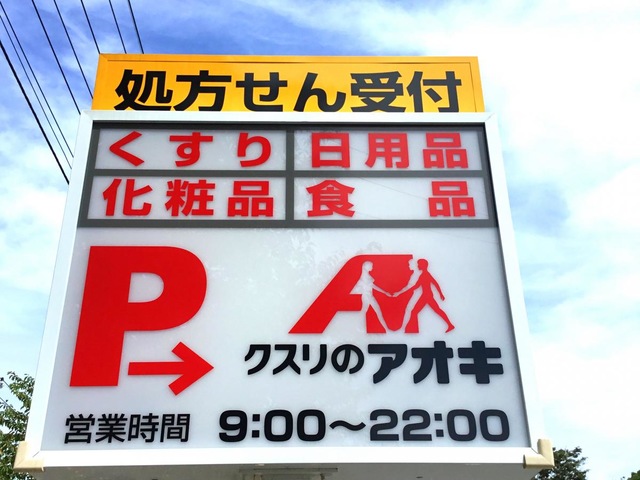 処方せん受付
くすり 日用品
化粧品 食品
P→
クスリのアオキ
営業時間 9:00～22:00